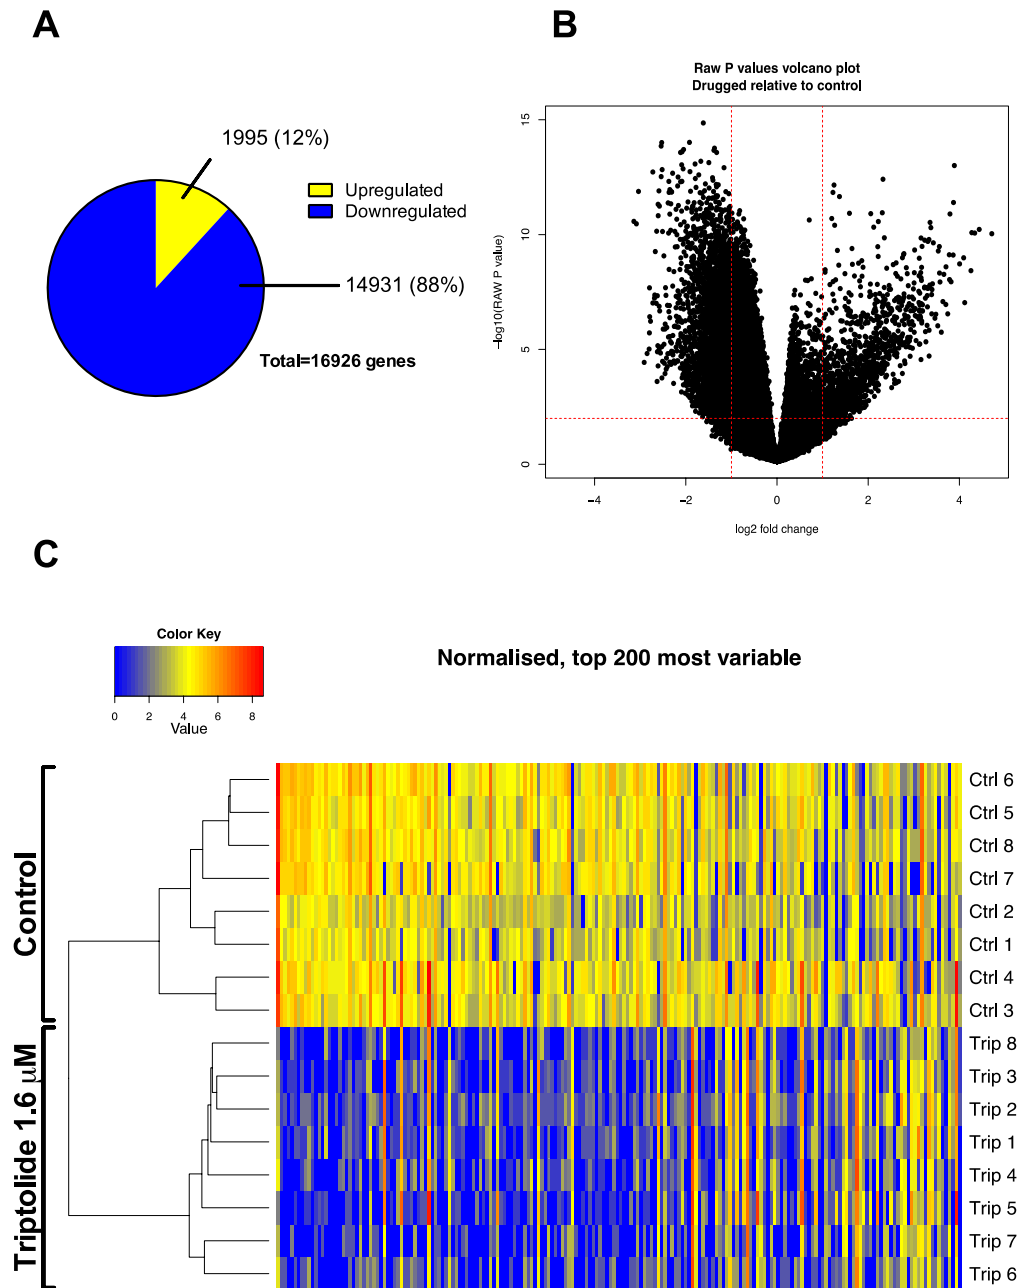 A
1995 (12%)
Upregulated
Downregulated
14931 (88%)
Total=16926 genes
B
Raw P values volcano plot
Drugged relative to control
−log10(RAW P value)
15
10
5
0
−4 −2 0 2 4
log2 fold change
C
Color Key
0 2 4 6 8
Value
Normalised, top 200 most variable
Control
Triptolide 1.6 µM
Ctrl 6
Ctrl 5
Ctrl 8
Ctrl 7
Ctrl 2
Ctrl 1
Ctrl 4
Ctrl 3
Trip 8
Trip 3
Trip 2
Trip 1
Trip 4
Trip 5
Trip 7
Trip 6